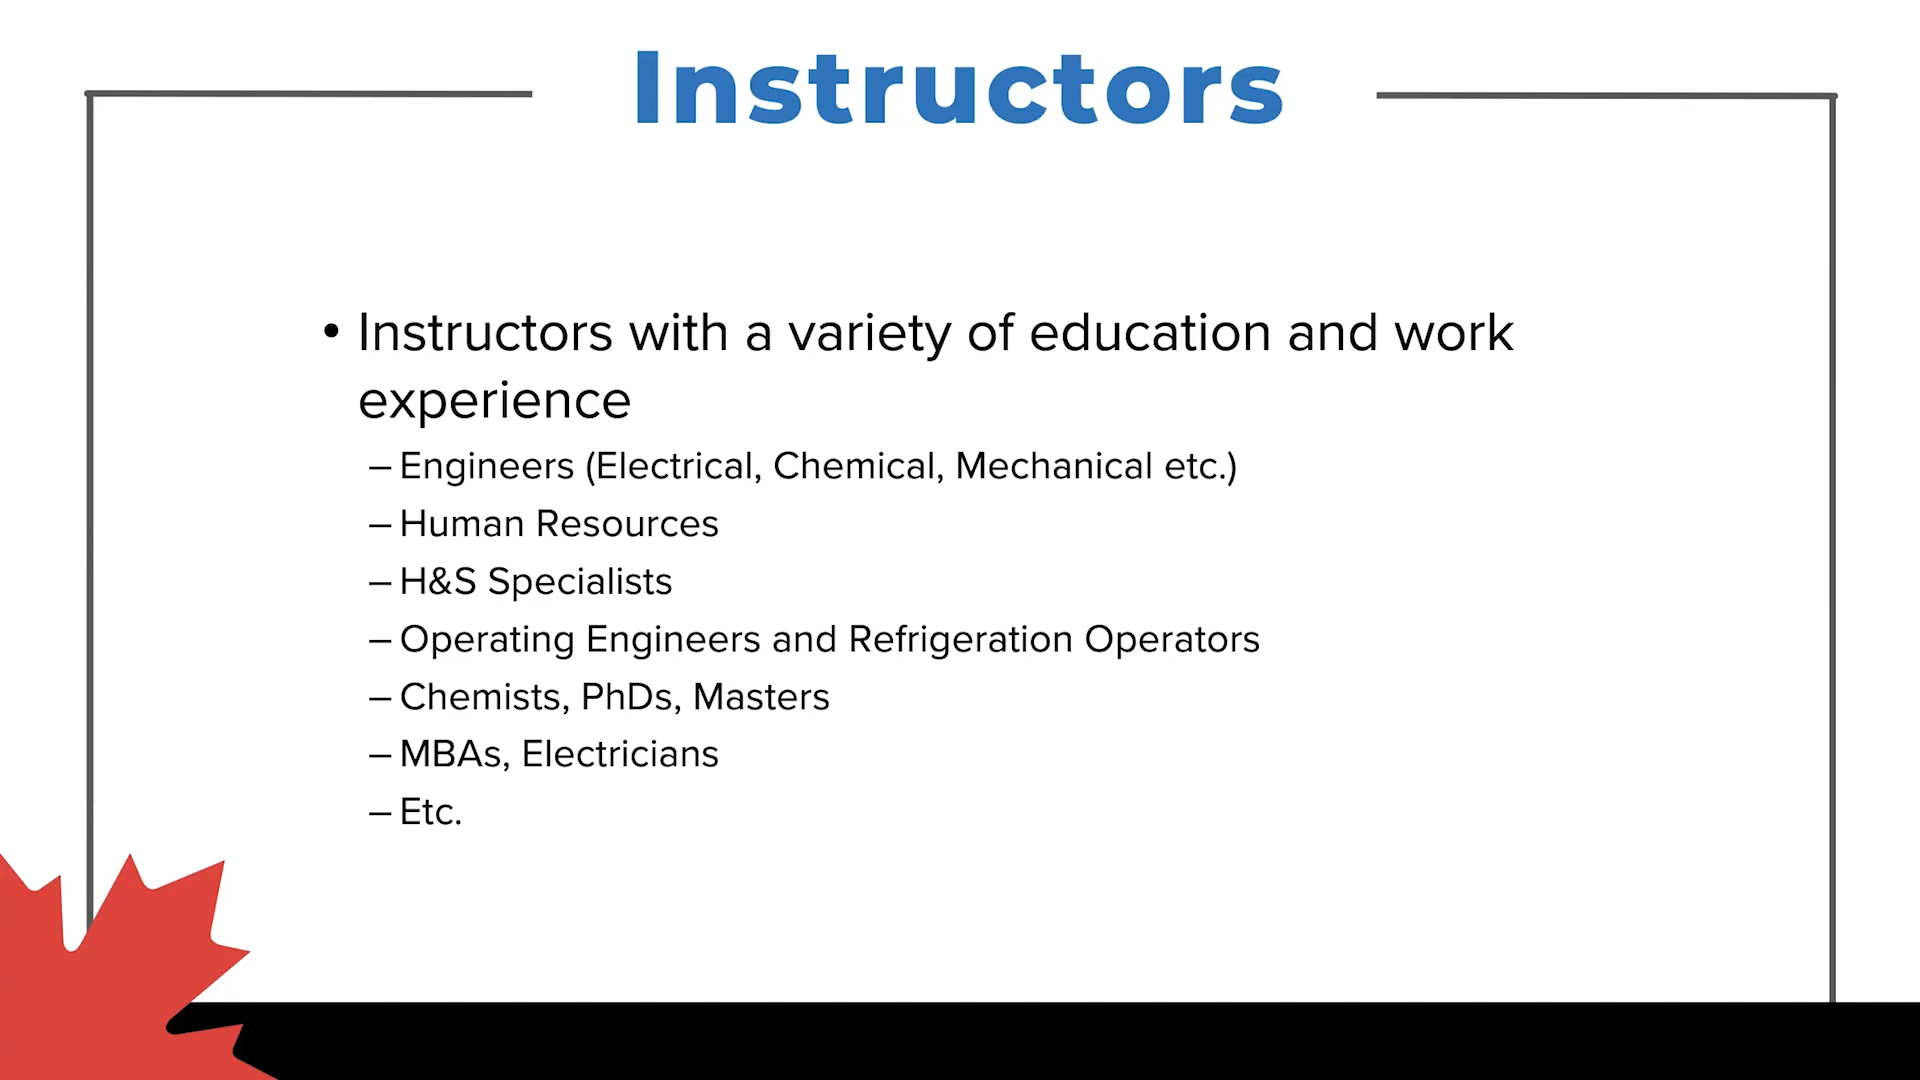 Instructors
• Instructors with a variety of education and work
experience
– Engineers (Electrical, Chemical, Mechanical etc.)
– Human Resources
– H&S Specialists
– Operating Engineers and Refrigeration Operators
– Chemists, PhDs, Masters
– MBAs, Electricians
– Etc.